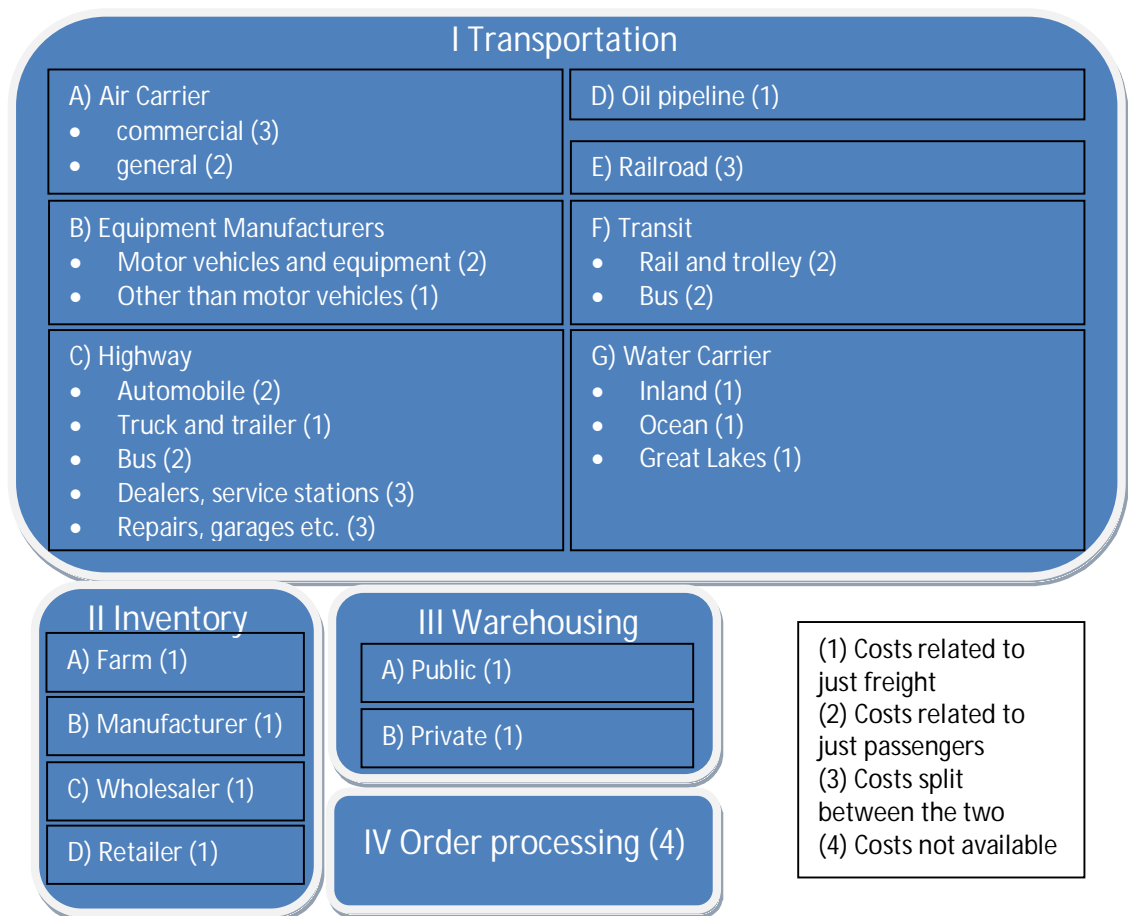 I Transportation
A) Air Carrier
• commercial (3)
• general (2)
B) Equipment Manufacturers
• Motor vehicles and equipment (2)
• Other than motor vehicles (1)
C) Highway
• Automobile (2)
• Truck and trailer (1)
• Bus (2)
• Dealers, service stations (3)
• Repairs, garages etc. (3)
D) Oil pipeline (1)
E) Railroad (3)
F) Transit
• Rail and trolley (2)
• Bus (2)
G) Water Carrier
• Inland (1)
• Ocean (1)
• Great Lakes (1)
II Inventory
A) Farm (1)
B) Manufacturer (1)
C) Wholesaler (1)
D) Retailer (1)
III Warehousing
A) Public (1)
B) Private (1)
IV Order processing (4)
(1) Costs related to
just freight
(2) Costs related to
just passengers
(3) Costs split
between the two
(4) Costs not available